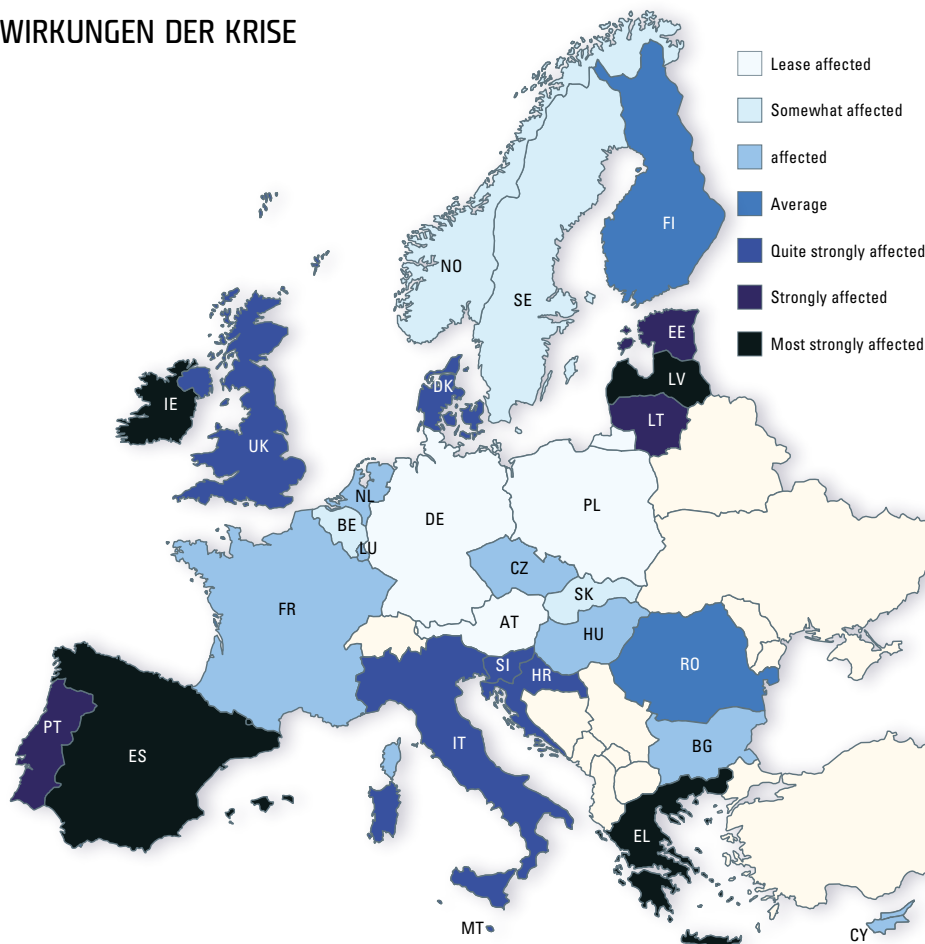 WIRKUNGEN DER KRISE
Lease affected
Somewhat affected
affected
Average
Quite strongly affected
Strongly affected
Most strongly affected
FI
NO
SE
EE
LV
LT
DK
IE
UK
NL
BE
LU
DE
PL
CZ
SK
AT
HU
FR
SI
HR
RO
BG
IT
PT
ES
EL
MT
CY